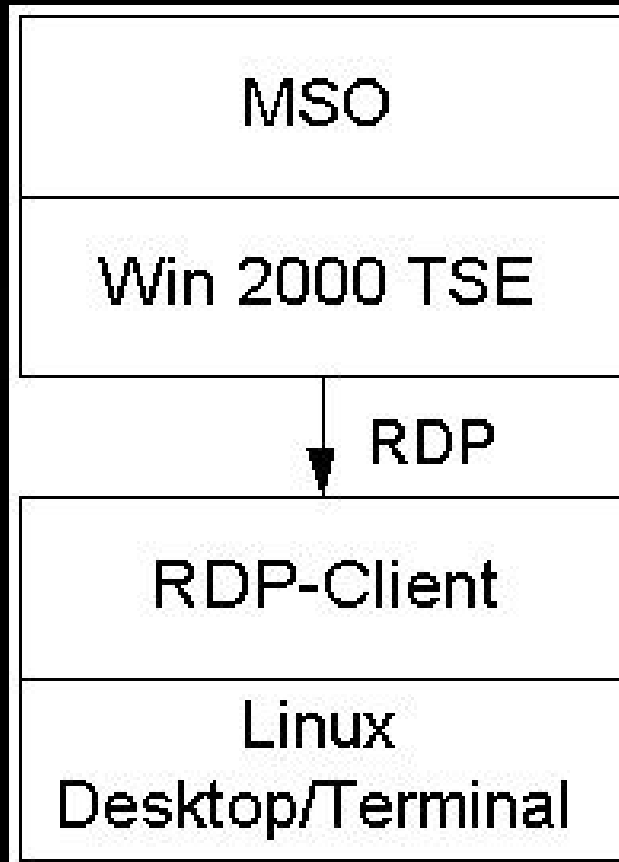 MSO
Win 2000 TSE
RDP
RDP-Client
Linux
Desktop/Terminal